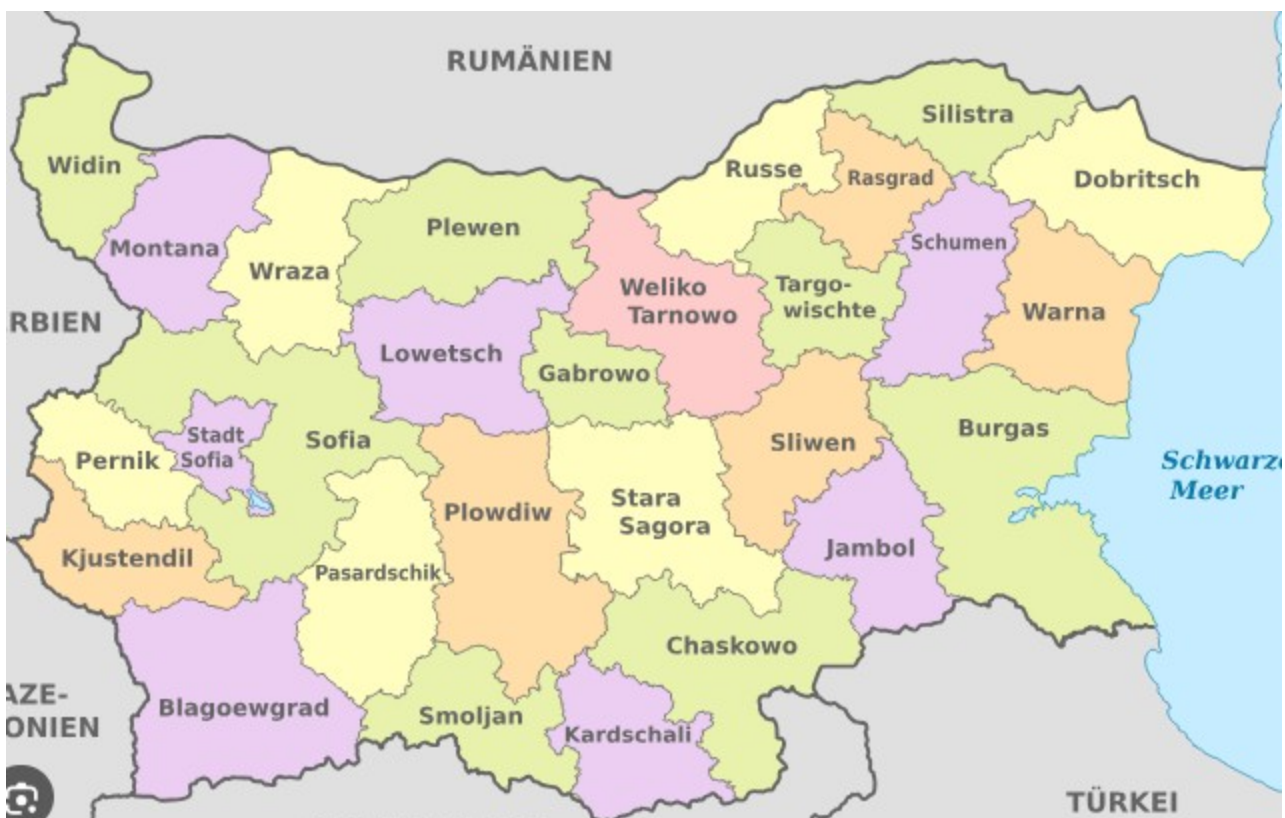 RUMÄNIEN
Silistra
Widin
Russe
Rasgrad
Dobritsch
Montana
Plewen
Schumen
Wraza
Weliko
Tarnowo
Targo-
wischte
Warna
RBIEN
Lowetsch
Gabrowo
Stadt
Sofia
Sofia
Pernik
Sliwen
Burgas
Schwarze
Meer
Stara
Sagora
Plowdiw
Kjustendil
Pasardschik
Jambol
Chaskowo
AZE-
ONIEN
Blagoewgrad
Smoljan
Kardschali
TÜRKEI